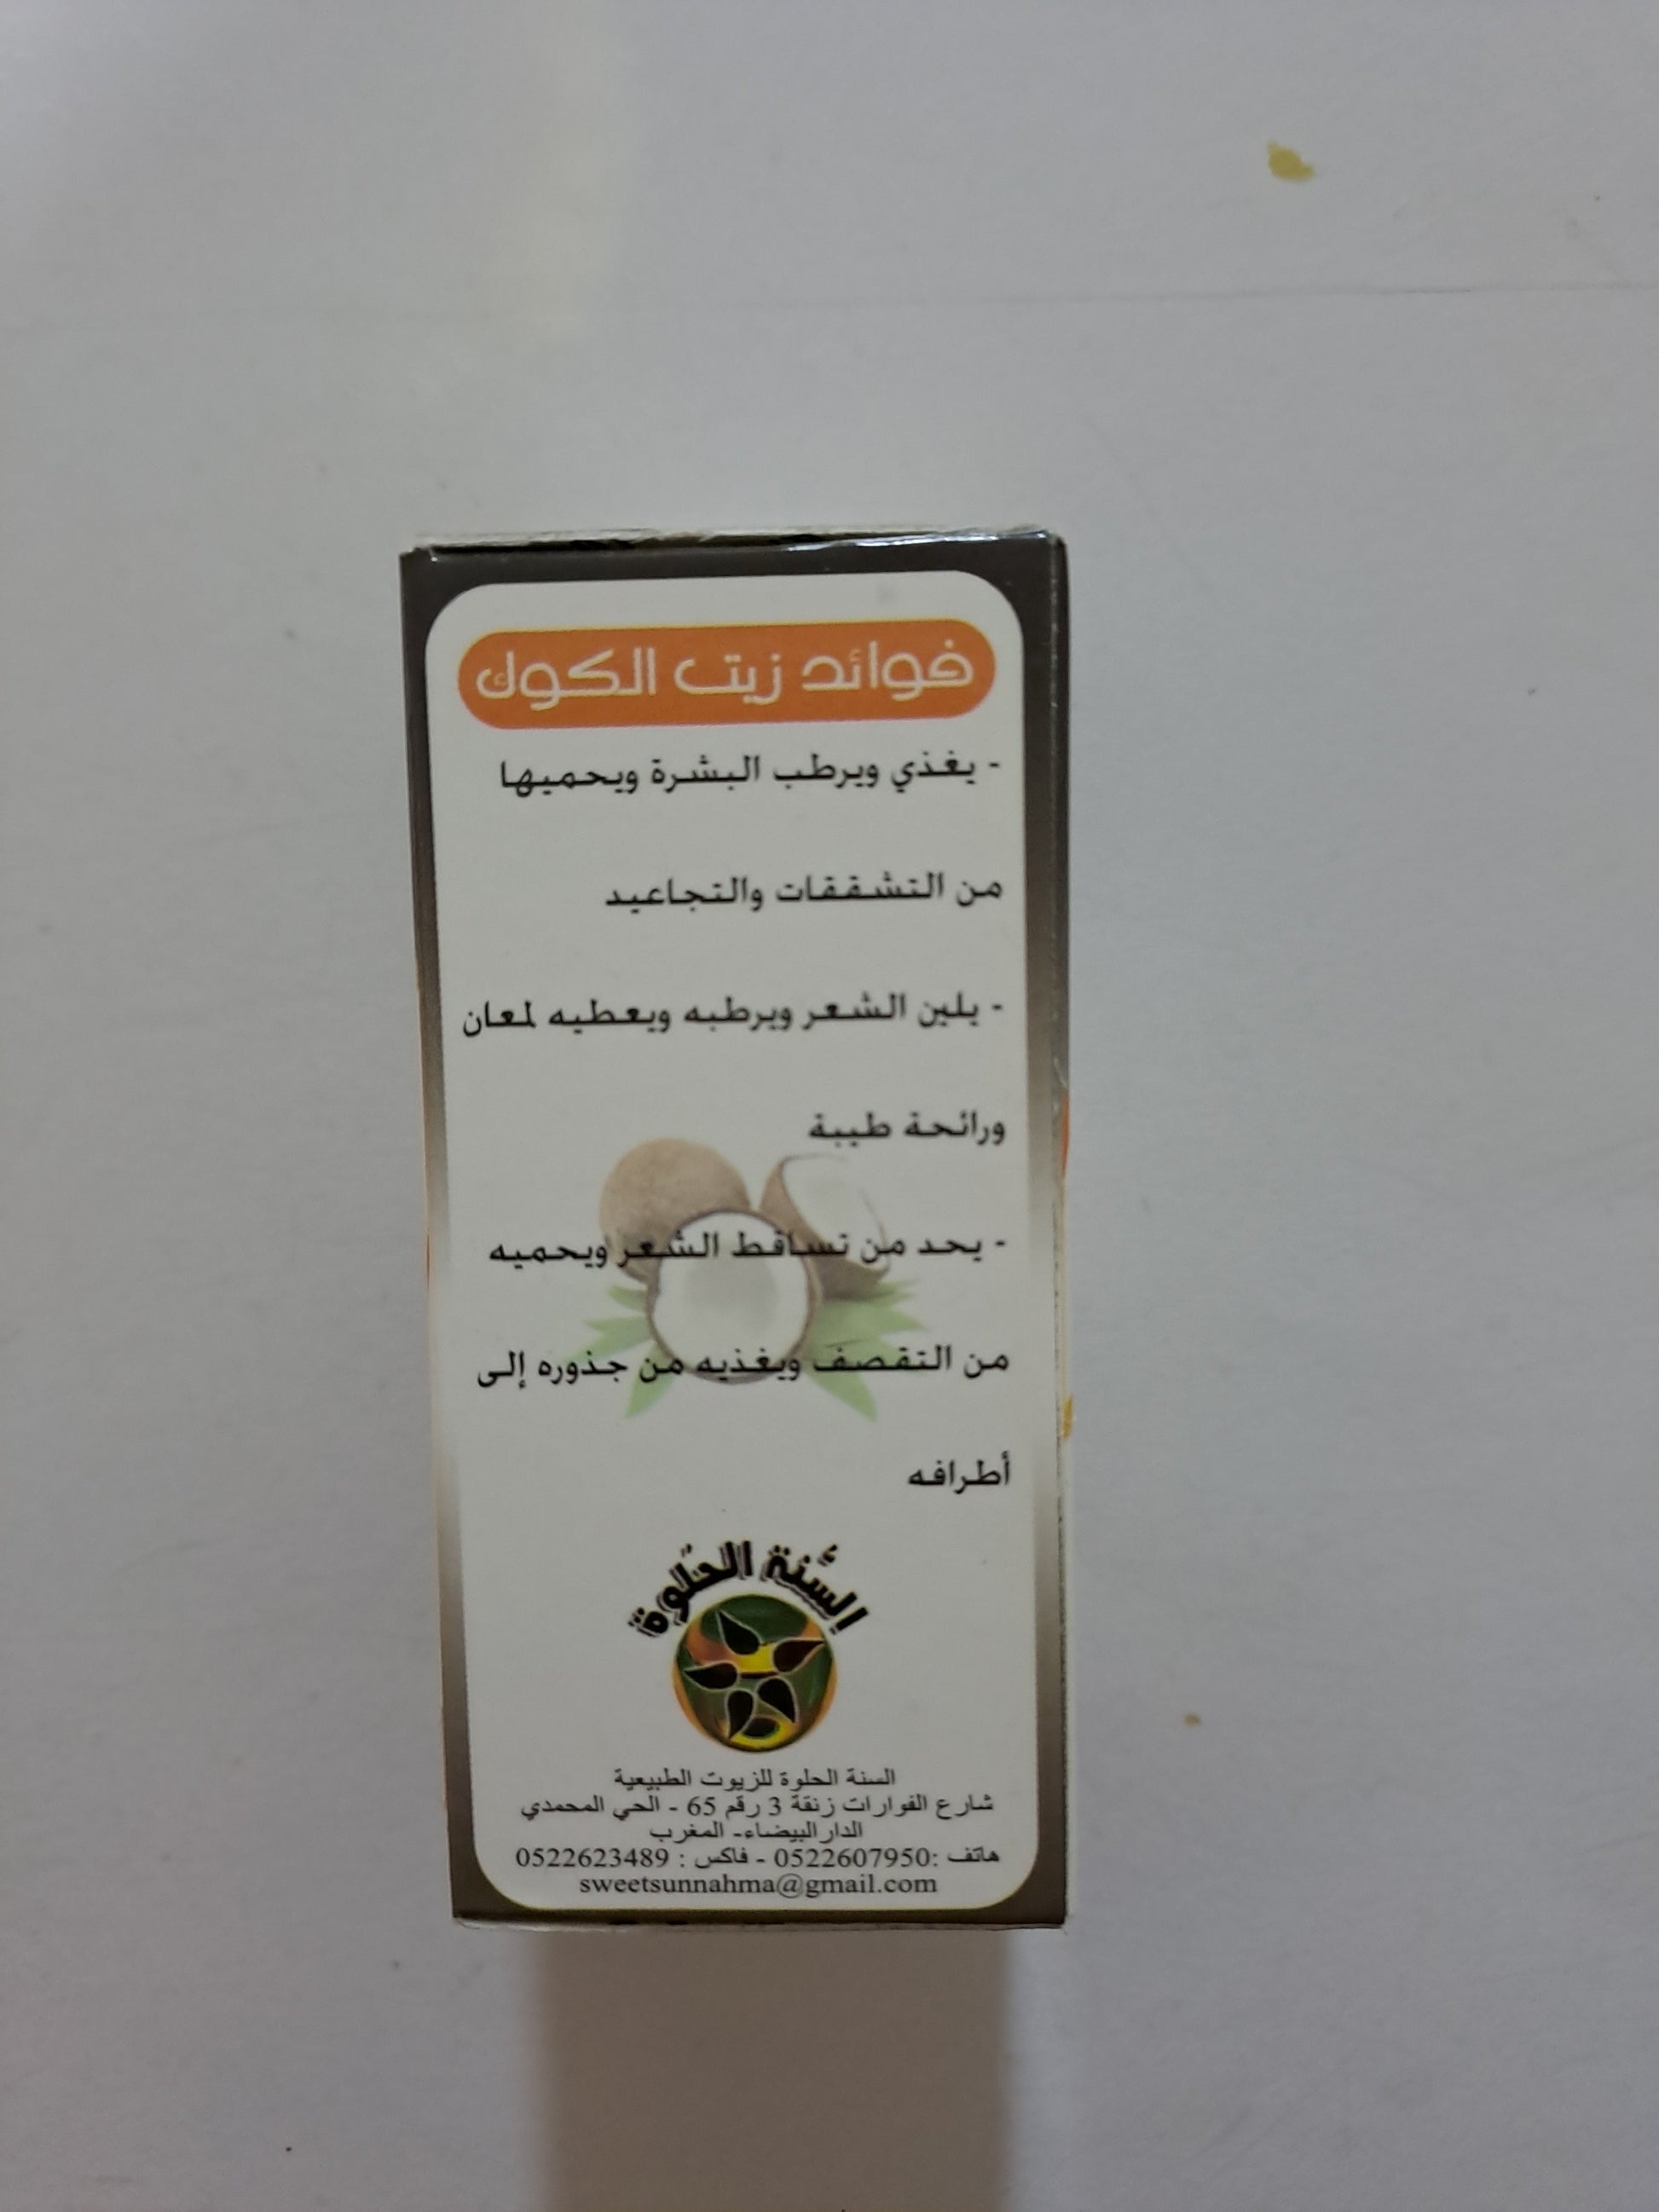 فوائد زيت الكوك
- يغذي ويرطب البشرة ويحميها
من التشققات والتجاعيد
- يلين الشعر ويرطبه ويعطيه لمعان
ورائحة طيبة
- يحد من تساقط الشعر ويحميه
من التقصف ويغذيه من جذوره إلى
أطرافه
السّنة الحلوة
السنة الحلوة للزيوت الطبيعية
شارع الفوارات زنقة 3 رقم 65 - الحي المحمدي
الدار البيضاء- المغرب
هاتف :0522607950 - فاكس : 0522623489
sweetsunnahma@gmail.com